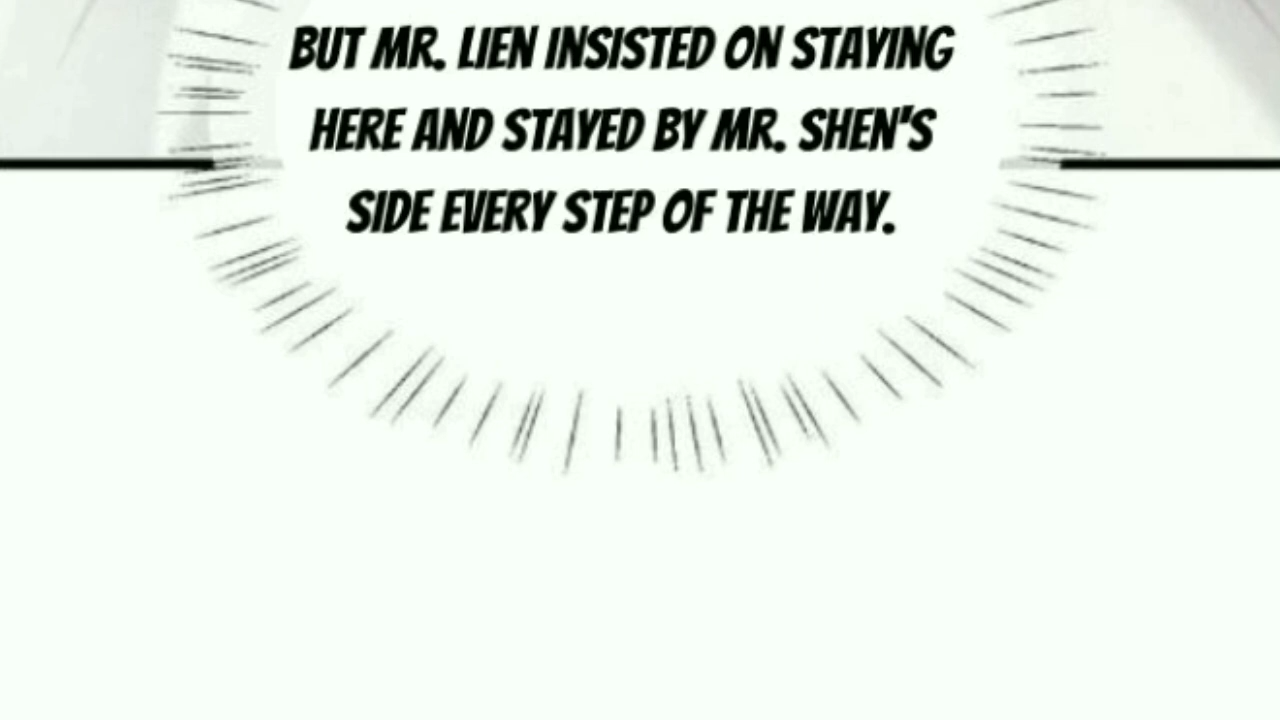 BUT MR. LIEN INSISTED ON STAYING
HERE AND STAYED BY MR. SHEN'S
SIDE EVERY STEP OF THE WAY.